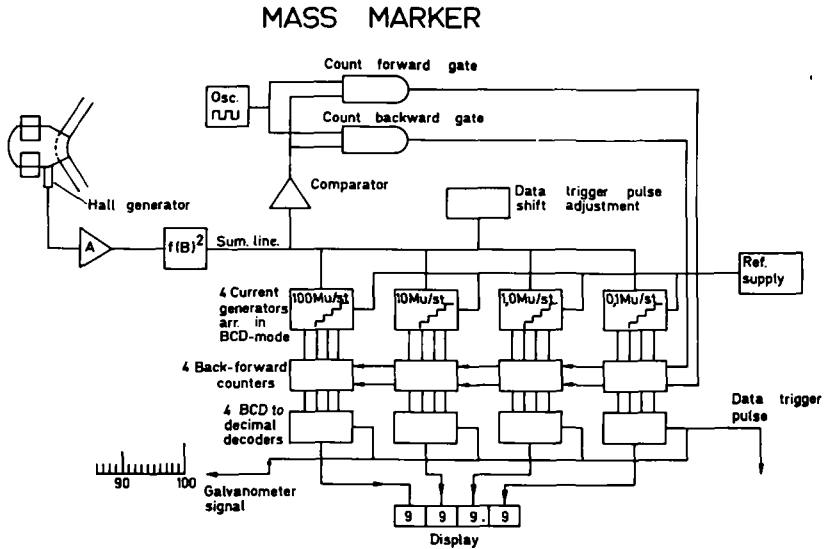 MASS MARKER
Count forward gate
Osc.
Count backward gate
Comparator
Data trigger pulse
shift adjustment
Hall generator
A
f(B)²
Sum. line.
Ref.
supply
4 Current
generators
arr. in
BCD-mode
100Mu/st
10Mu/st
1,0Mu/st
0,1Mu/st
4 Back-forward
counters
4 BCD to
decimal
decoders
Data trigger
pulse
90 100
Galvanometer
signal
9 9 9. 9
Display